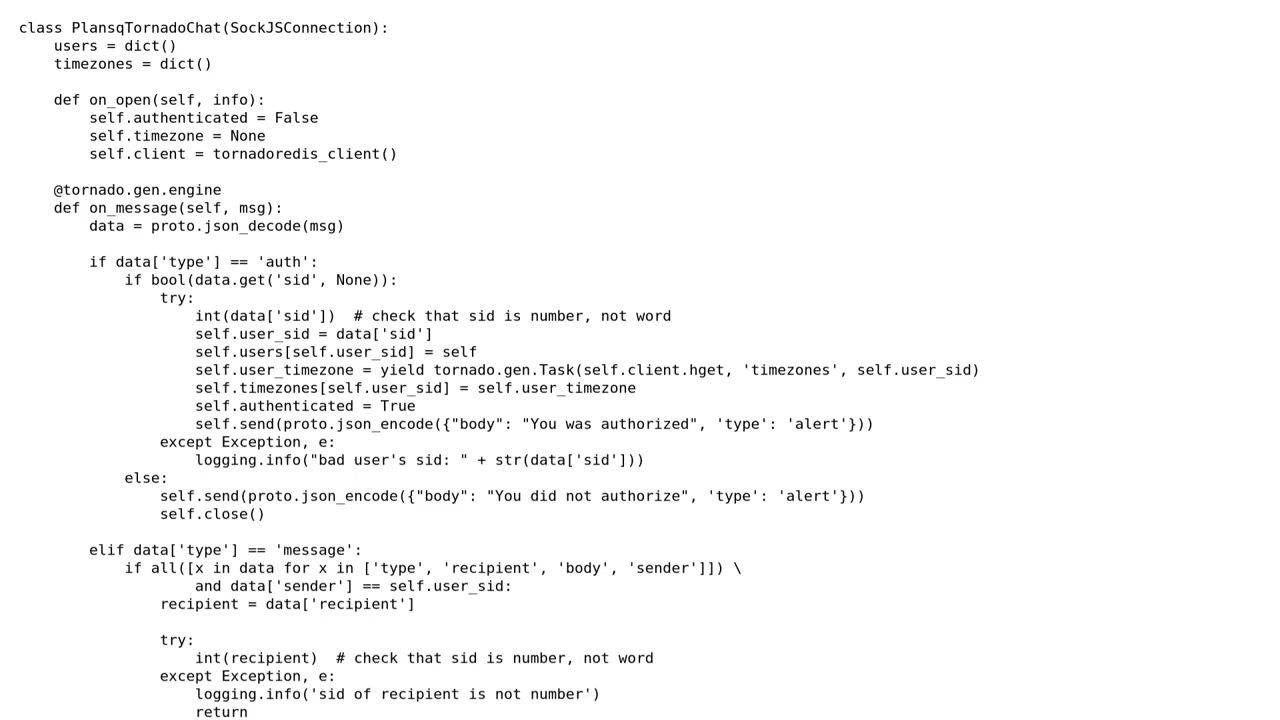 class PlansqTornadoChat(SockJSConnection):
    users = dict()
    timezones = dict()

    def on_open(self, info):
        self.authenticated = False
        self.timezone = None
        self.client = tornadoredis_client()

    @tornado.gen.engine
    def on_message(self, msg):
        data = proto.json_decode(msg)

        if data['type'] == 'auth':
            if bool(data.get('sid', None)):
                try:
                    int(data['sid'])  # check that sid is number, not word
                    self.user_sid = data['sid']
                    self.users[self.user_sid] = self
                    self.user_timezone = yield tornado.gen.Task(self.client.hget, 'timezones', self.user_sid)
                    self.timezones[self.user_sid] = self.user_timezone
                    self.authenticated = True
                    self.send(proto.json_encode({"body": "You was authorized", 'type': 'alert'}))
                except Exception, e:
                    logging.info("bad user's sid: " + str(data['sid']))
            else:
                self.send(proto.json_encode({"body": "You did not authorize", 'type': 'alert'}))
                self.close()

        elif data['type'] == 'message':
            if all([x in data for x in ['type', 'recipient', 'body', 'sender']]) \
                    and data['sender'] == self.user_sid:
                recipient = data['recipient']

                try:
                    int(recipient)  # check that sid is number, not word
                except Exception, e:
                    logging.info('sid of recipient is not number')
                    return